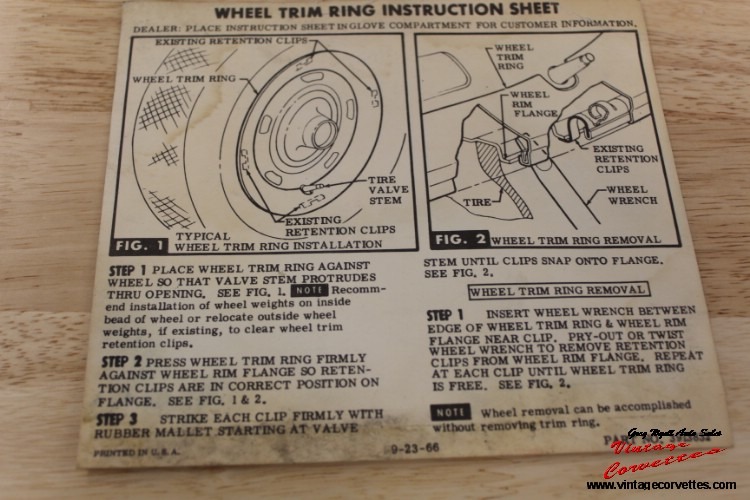 WHEEL TRIM RING INSTRUCTION SHEET
DEALER: PLACE INSTRUCTION SHEET IN GLOVE COMPARTMENT FOR CUSTOMER INFORMATION.
EXISTING RETENTION CLIPS
WHEEL TRIM RING
TIRE
VALVE
STEM
EXISTING
RETENTION CLIPS
FIG. 1
TYPICAL
WHEEL TRIM RING INSTALLATION
WHEEL
TRIM
RING
WHEEL
RIM
FLANGE
EXISTING
RETENTION
CLIPS
WHEEL
WRENCH
TIRE
FIG. 2 WHEEL TRIM RING REMOVAL
STEP 1 PLACE WHEEL TRIM RING AGAINST
WHEEL SO THAT VALVE STEM PROTRUDES
THRU OPENING. SEE FIG. 1. NOTE Recomm-
end installation of wheel weights on inside
bead of wheel or relocate outside wheel
weights, if existing, to clear wheel trim
retention clips.
STEP 2 PRESS WHEEL TRIM RING FIRMLY
AGAINST WHEEL RIM FLANGE SO RETEN-
TION CLIPS ARE IN CORRECT POSITION ON
FLANGE. SEE FIG. 1 & 2.
STEP 3 STRIKE EACH CLIP FIRMLY WITH
RUBBER MALLET STARTING AT VALVE
PRINTED IN U.S.A.
9-23-66
STEM UNTIL CLIPS SNAP ONTO FLANGE.
SEE FIG. 2.
WHEEL TRIM RING REMOVAL
STEP 1 INSERT WHEEL WRENCH BETWEEN
EDGE OF WHEEL TRIM RING & WHEEL RIM
FLANGE NEAR CLIP. PRY-OUT OR TWIST
WHEEL WRENCH TO REMOVE RETENTION
CLIPS FROM WHEEL RIM FLANGE. REPEAT
AT EACH CLIP UNTIL WHEEL TRIM RING
IS FREE. SEE FIG. 2.
NOTE Wheel removal can be accomplished
without removing trim ring.
PART NO.
Auto Sales
Vintage
Corvettes
www.vintagecorvettes.com